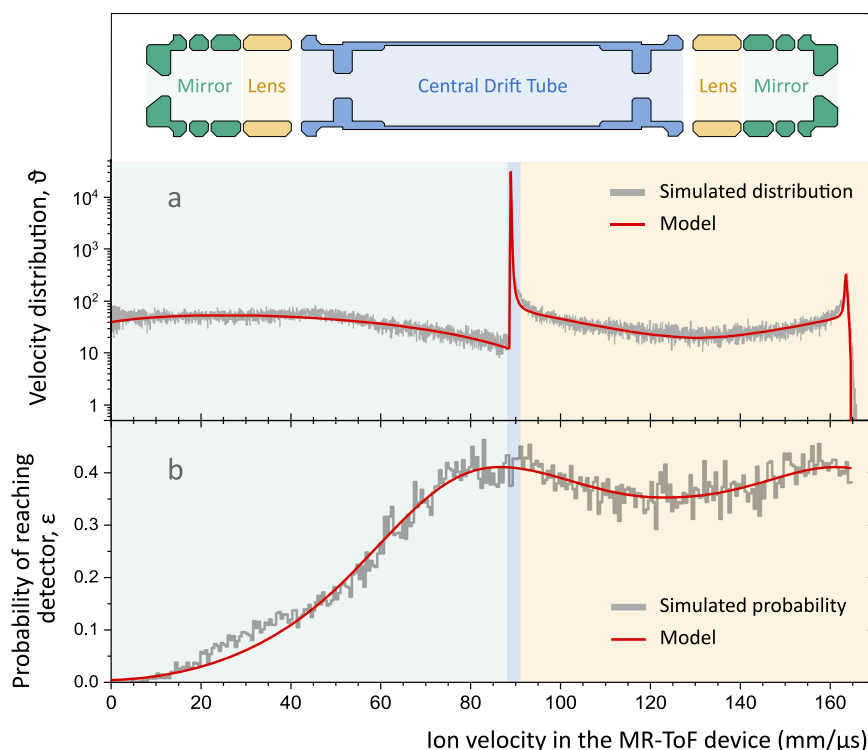 Mirror Lens Central Drift Tube Lens Mirror
a
Simulated distribution
Model
Velocity distribution, ϑ
10⁴
10³
10²
10
1
b
Probability of reaching
detector, ε
0.4
0.3
0.2
0.1
0.0
Simulated probability
Model
0 20 40 60 80 100 120 140 160
Ion velocity in the MR-ToF device (mm/μs)